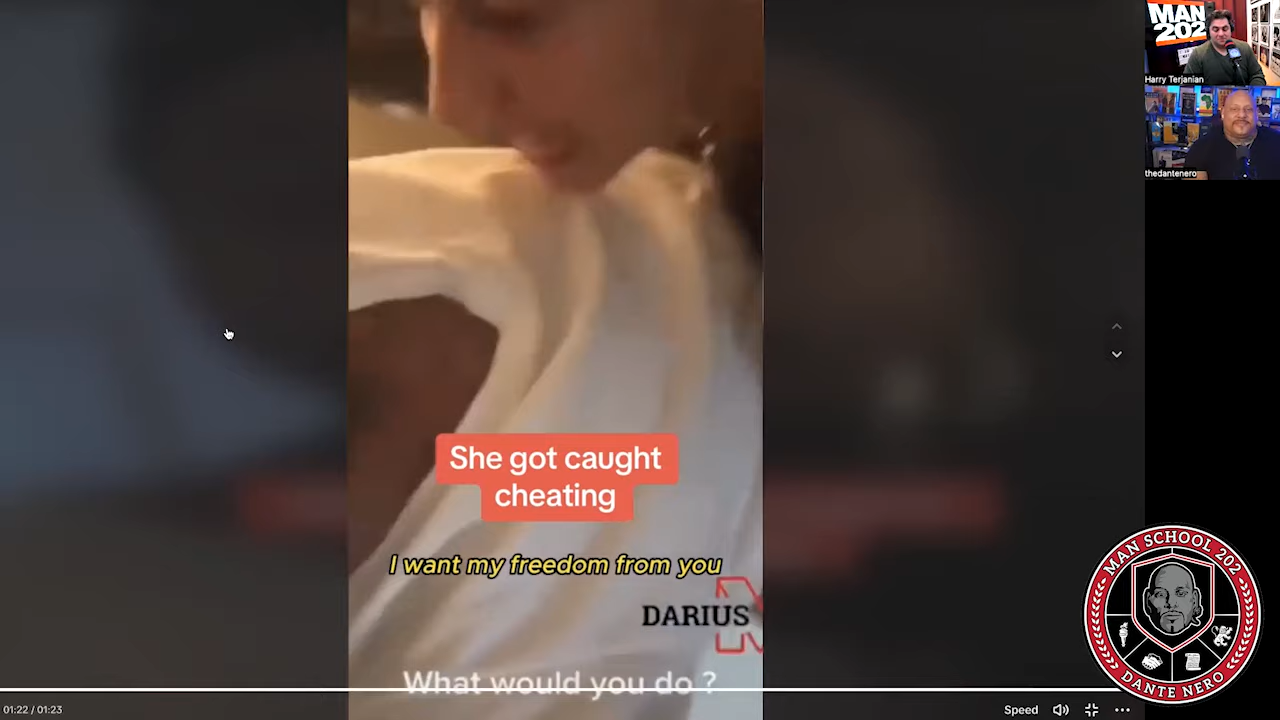 MAN
202
Harry Terjanian
thedantenero
She got caught
cheating
I want my freedom from you
DARIUS
What would you do ?
01:22 / 01:23
Speed
MAN SCHOOL 202
DANTE NERO